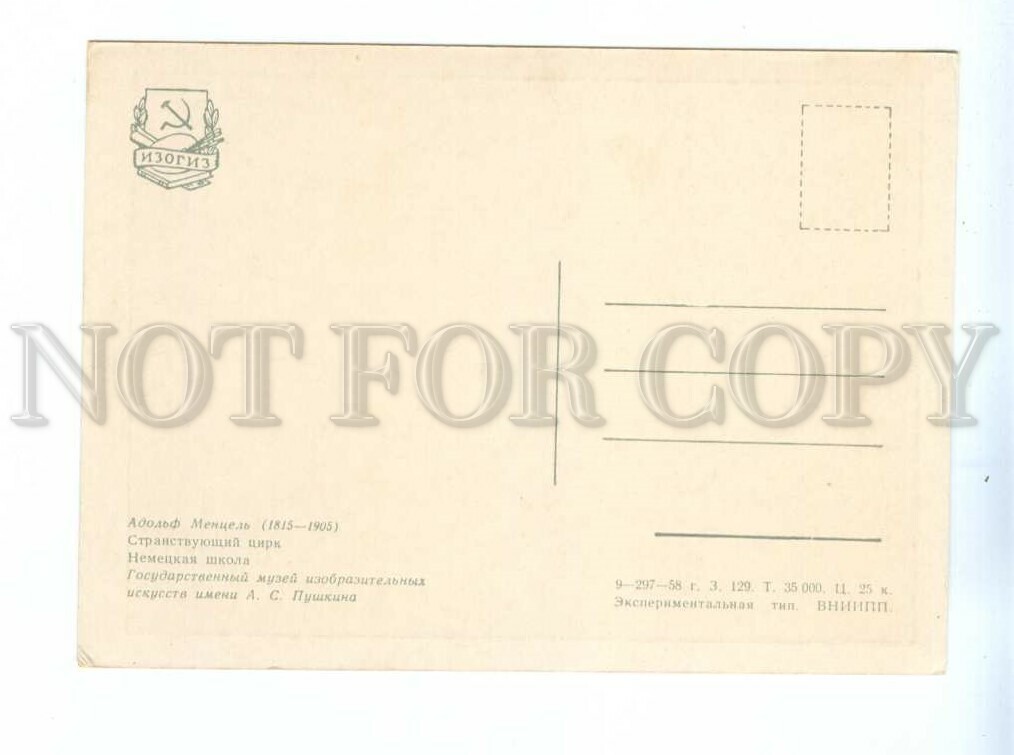 ИЗОГИЗ
NOT FOR COPY
Адольф Менцель (1815—1905)
Странствующий цирк
Немецкая школа
Государственный музей изобразительных
искусств имени А. С. Пушкина
9—297—58 г. З. 129. Т. 35 000. Ц. 25 к.
Экспериментальная тип. ВНИИПП.